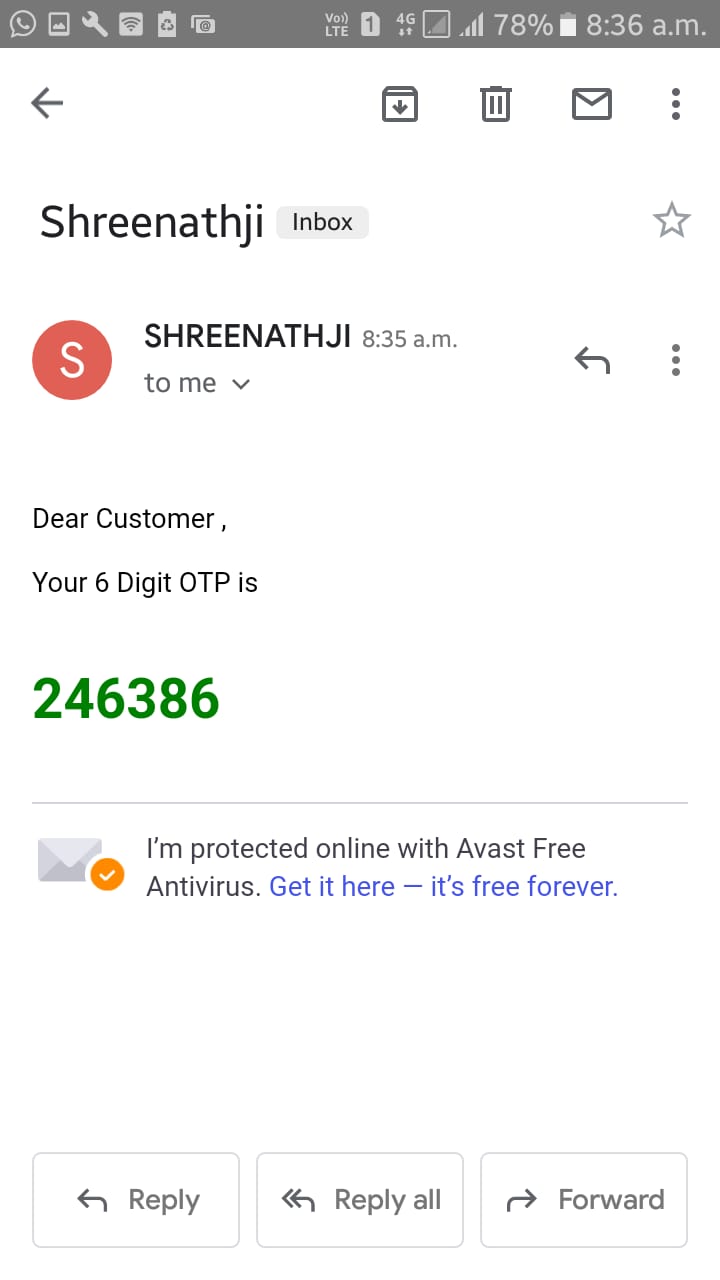 Vo)) LTE 1 4G 78% 8:36 a.m.
Shreenathji Inbox
S
SHREENATHJI 8:35 a.m.
to me
Dear Customer ,
Your 6 Digit OTP is
246386
I’m protected online with Avast Free
Antivirus. Get it here — it’s free forever.
Reply Reply all Forward